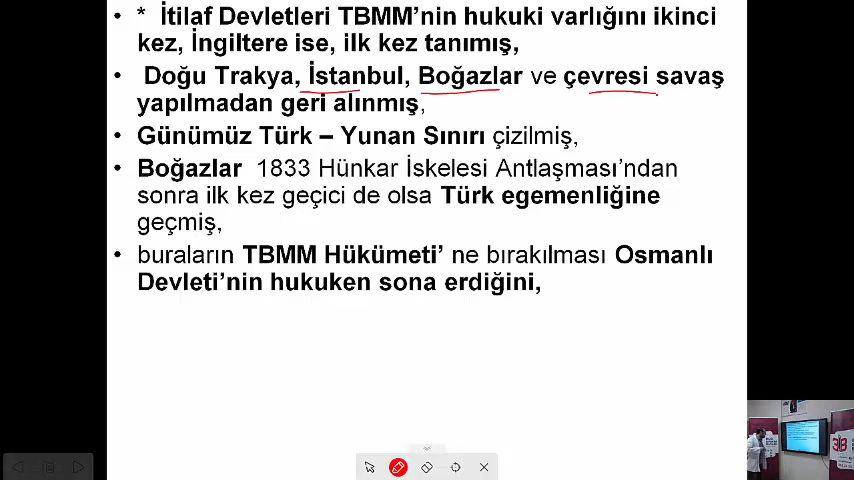 • * İtilaf Devletleri TBMM’nin hukuki varlığını ikinci
kez, İngiltere ise, ilk kez tanımış,
• Doğu Trakya, İstanbul, Boğazlar ve çevresi savaş
yapılmadan geri alınmış,
• Günümüz Türk – Yunan Sınırı çizilmiş,
• Boğazlar 1833 Hünkar İskelesi Antlaşması’ndan
sonra ilk kez geçici de olsa Türk egemenliğine
geçmiş,
• buraların TBMM Hükümeti’ ne bırakılması Osmanlı
Devleti’nin hukuken sona erdiğini,